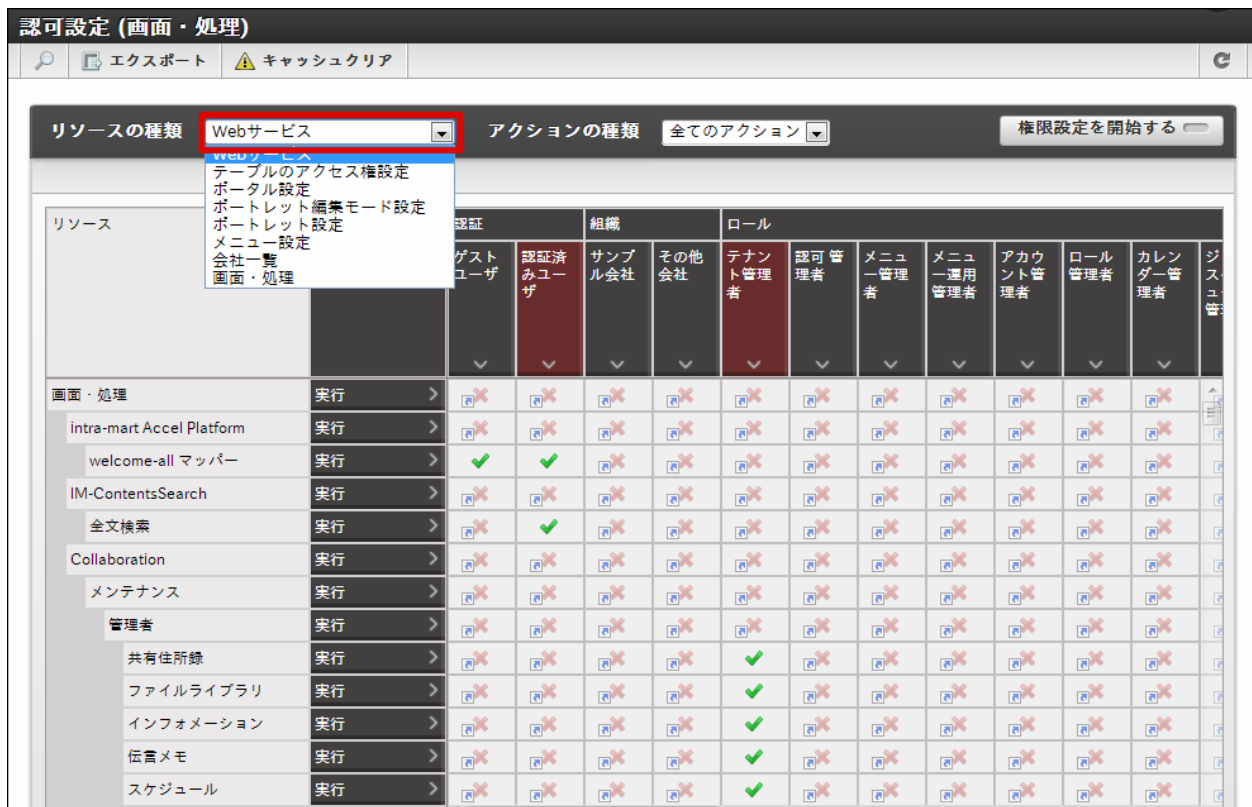 認可設定 (画面・処理)
エクスポート
キャッシュクリア
リソースの種類
Webサービス
アクションの種類
全てのアクション
権限設定を開始する
Webサービス
テーブルのアクセス権設定
ポータル設定
ポートレット編集モード設定
ポートレット設定
メニュー設定
会社一覧
画面・処理
リソース
認証
組織
ロール
ゲスト
ユーザ
認証済
みユー
ザ
サンプ
ル会社
その他
会社
テナン
ト管理
者
認可 管
理者
メニュ
ー管理
者
メニュ
ー運用
管理者
アカウ
ント管
理者
ロール
管理者
カレン
ダー管
理者
画面・処理 実行
intra-mart Accel Platform 実行
welcome-all マッパー 実行
IM-ContentsSearch 実行
全文検索 実行
Collaboration 実行
メンテナンス 実行
管理者 実行
共有住所録 実行
ファイルライブラリ 実行
インフォメーション 実行
伝言メモ 実行
スケジュール 実行